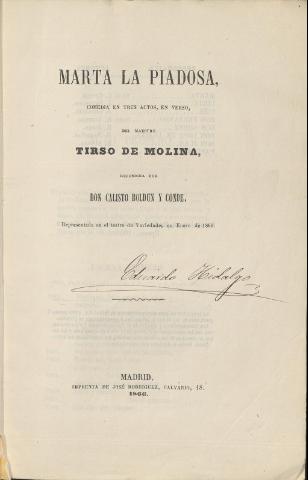 MARTA LA PIADOSA,
COMEDIA EN TRES ACTOS, EN VERSO,
DEL MAESTRO
TIRSO DE MOLINA,
REFUNDIDA POR
DON CALISTO BOLDUN Y CONDE.
Representada en el teatro de Variedades, en Enero de 1866.
Eduardo Hidalgo
MADRID,
IMPRENTA DE JOSÉ RODRIGUEZ, CALVARIO, 18.
1866.